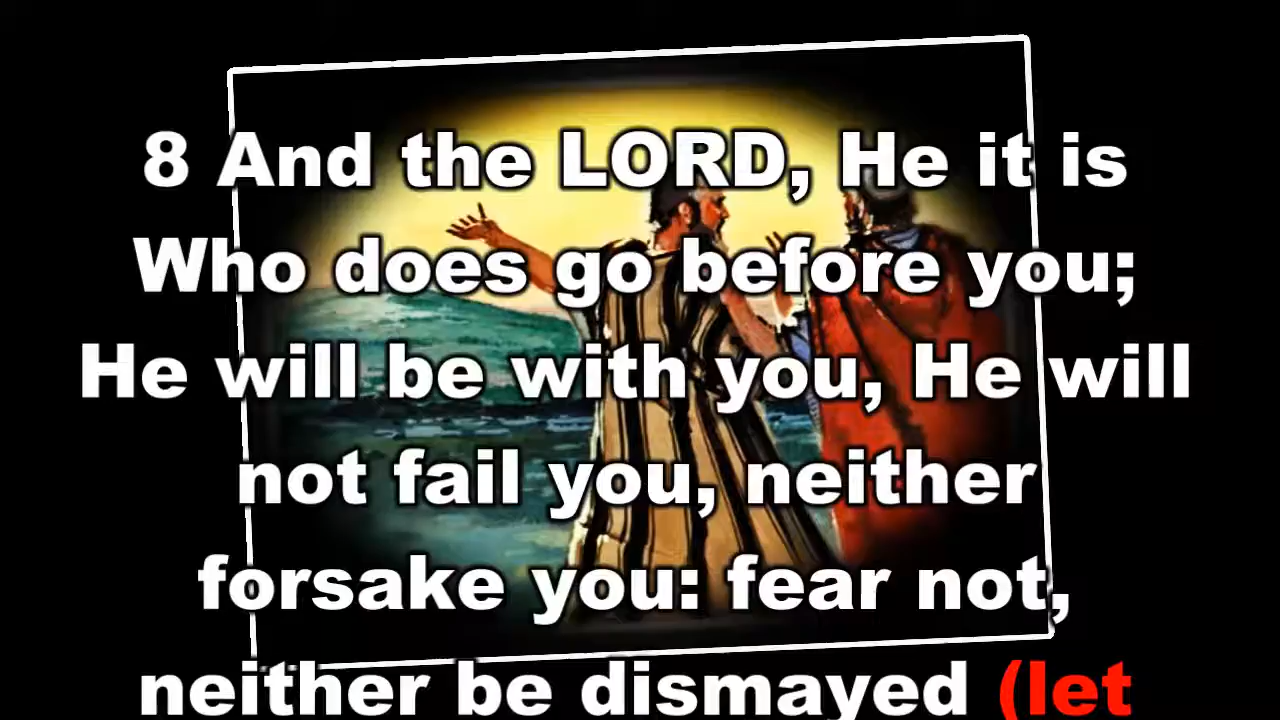 8 And the LORD, He it is
Who does go before you;
He will be with you, He will
not fail you, neither
forsake you: fear not,
neither be dismayed (let